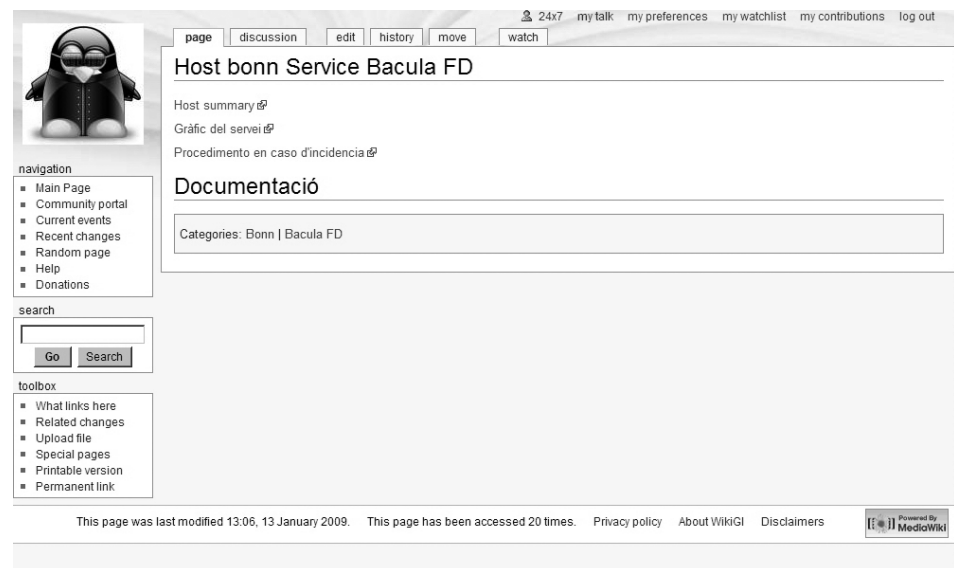 24x7 my talk my preferences my watchlist my contributions log out
page discussion edit history move watch
Host bonn Service Bacula FD
Host summary
Gràfic del servei
Procedimento en caso d'incidencia
Documentació
Categories: Bonn | Bacula FD
navigation
Main Page
Community portal
Current events
Recent changes
Random page
Help
Donations
search
Go Search
toolbox
What links here
Related changes
Upload file
Special pages
Printable version
Permanent link
This page was last modified 13:06, 13 January 2009. This page has been accessed 20 times. Privacy policy About WikiGI Disclaimers
Powered By
MediaWiki